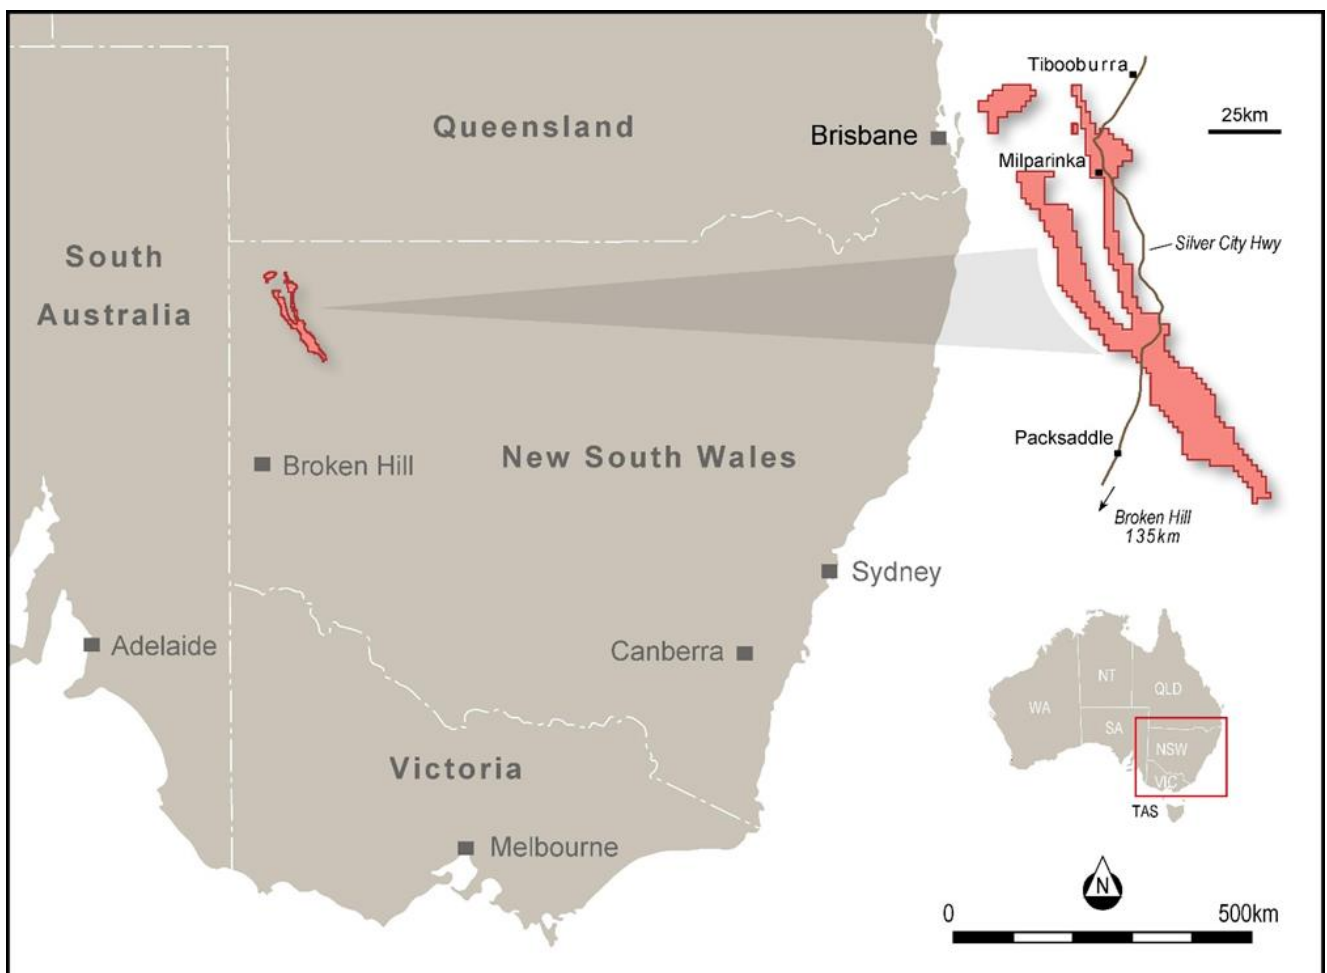 Queensland
Brisbane
South
Australia
Broken Hill
New South Wales
Sydney
Adelaide
Canberra
Victoria
Melbourne
Tibooburra
25km
Milparinka
Silver City Hwy
Packsaddle
Broken Hill
135km
NT
QLD
WA
SA
NSW
VIC
TAS
N
0 500km